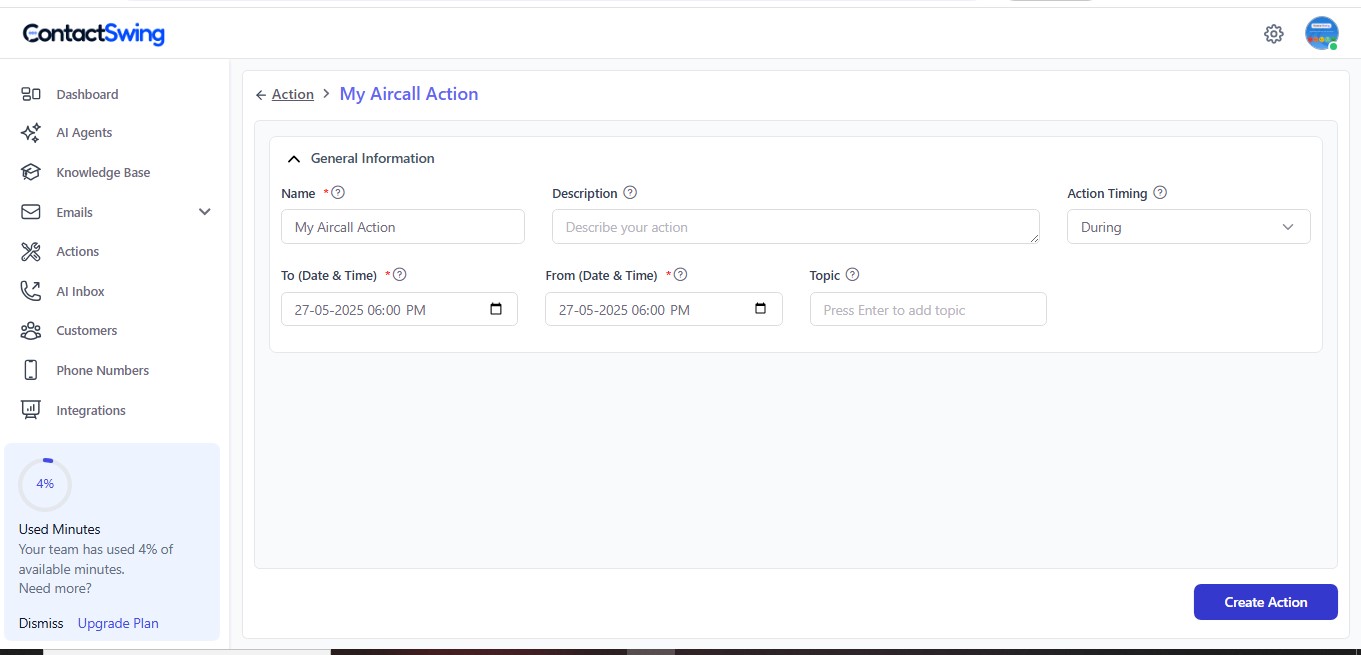 ContactSwing
Dashboard
AI Agents
Knowledge Base
Emails
Actions
AI Inbox
Customers
Phone Numbers
Integrations
4%
Used Minutes
Your team has used 4% of
available minutes.
Need more?
Dismiss Upgrade Plan
← Action > My Aircall Action
General Information
Name * ?
My Aircall Action
Description ?
Describe your action
Action Timing ?
During
To (Date & Time) * ?
27-05-2025 06:00 PM
From (Date & Time) * ?
27-05-2025 06:00 PM
Topic ?
Press Enter to add topic
Create Action